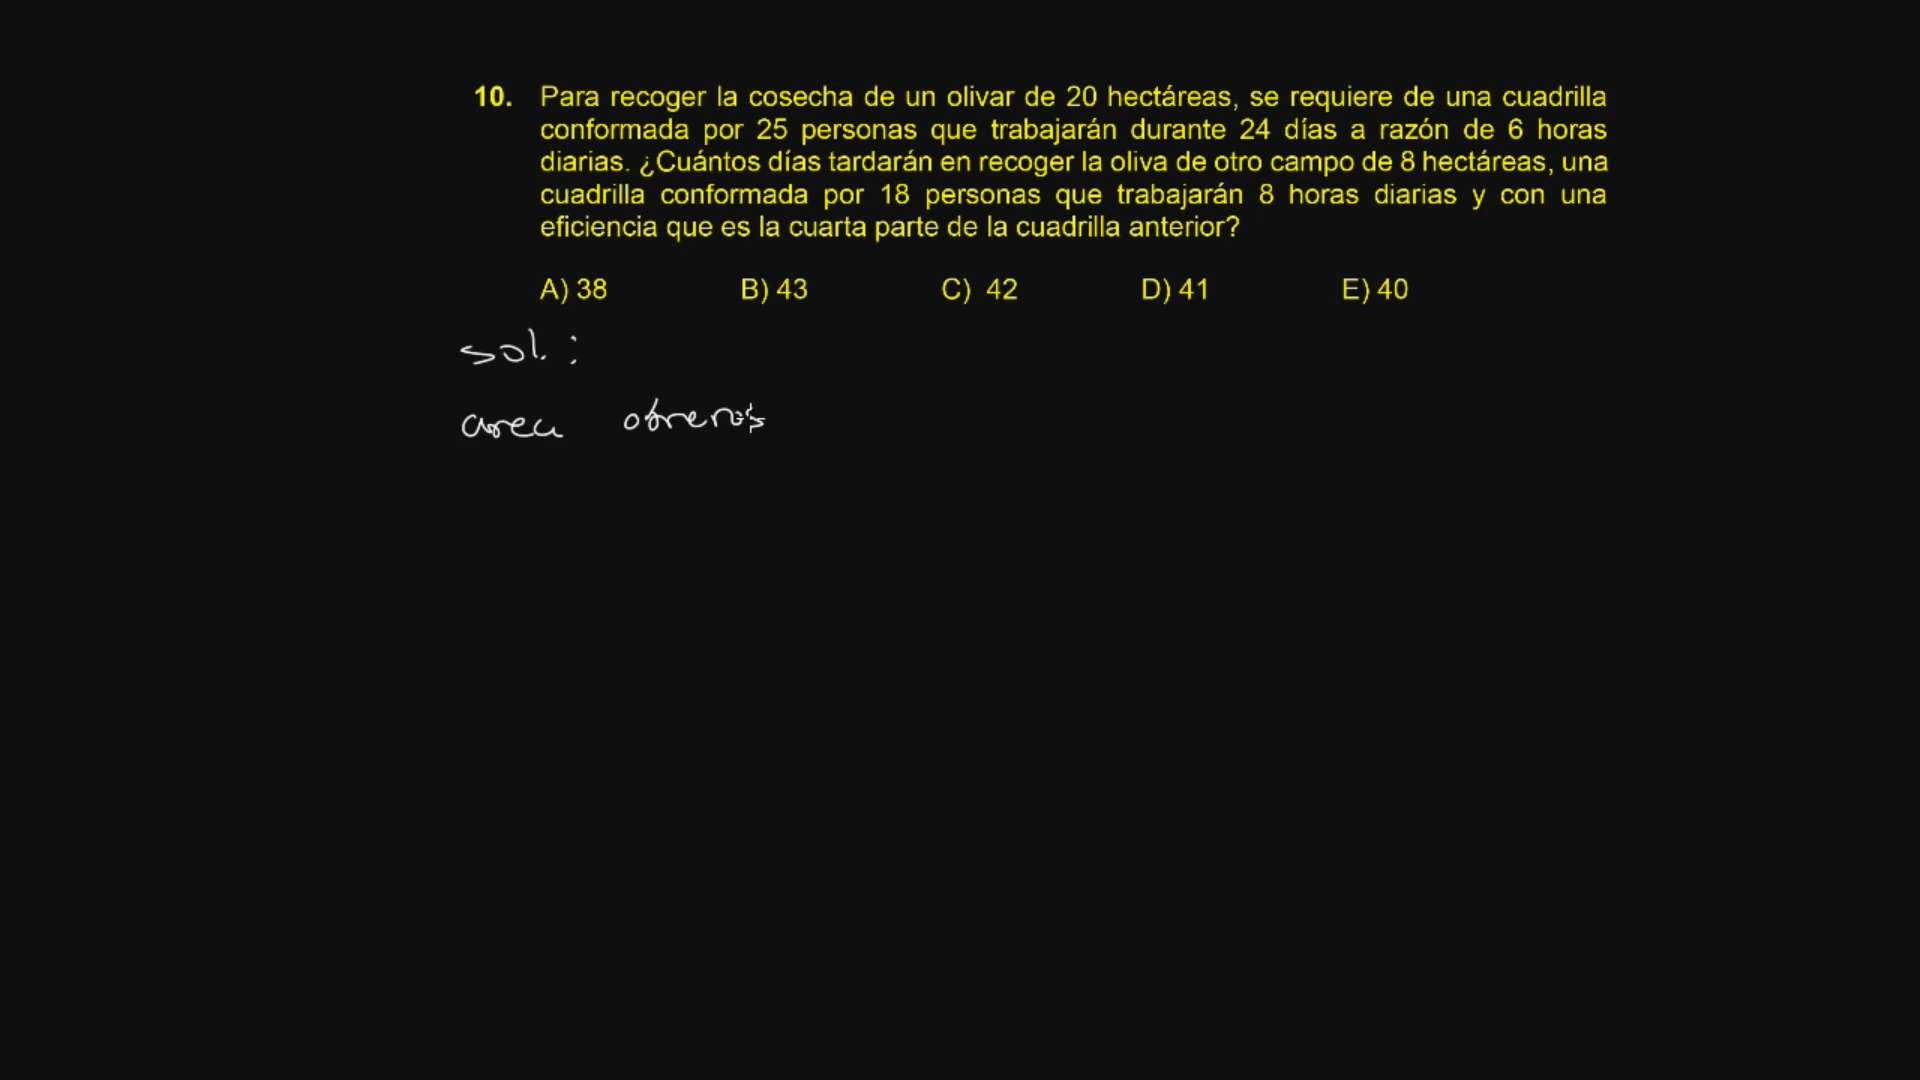 10. Para recoger la cosecha de un olivar de 20 hectáreas, se requiere de una cuadrilla
conformada por 25 personas que trabajarán durante 24 días a razón de 6 horas
diarias. ¿Cuántos días tardarán en recoger la oliva de otro campo de 8 hectáreas, una
cuadrilla conformada por 18 personas que trabajarán 8 horas diarias y con una
eficiencia que es la cuarta parte de la cuadrilla anterior?
A) 38 B) 43 C) 42 D) 41 E) 40
sol. :
area obreros